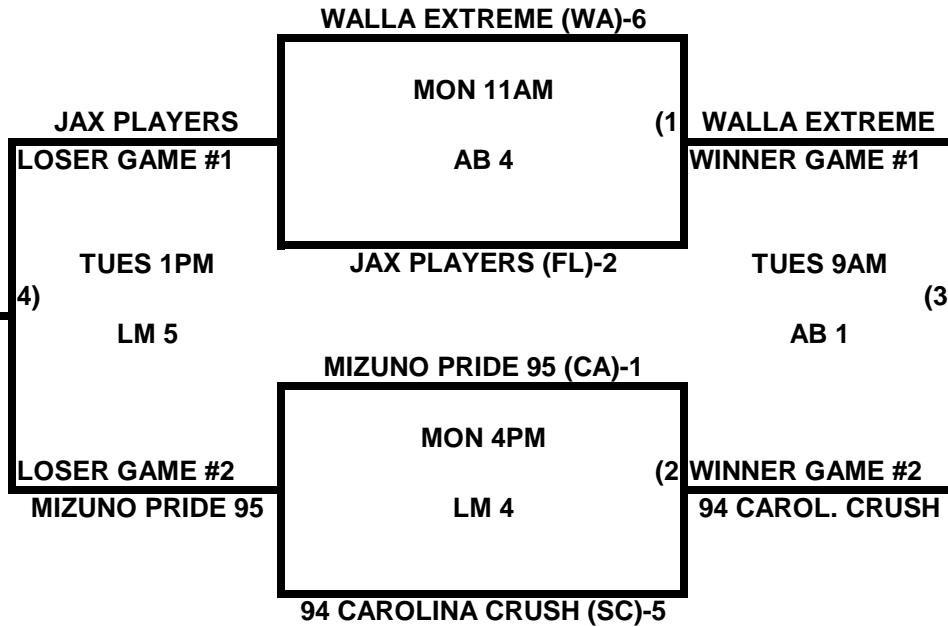 WALLA EXTREME (WA)-6
MON 11AM
JAX PLAYERS
(1 WALLA EXTREME
LOSER GAME #1
AB 4
WINNER GAME #1
TUES 1PM
JAX PLAYERS (FL)-2
TUES 9AM
4)
(3
LM 5
AB 1
MIZUNO PRIDE 95 (CA)-1
MON 4PM
LOSER GAME #2
(2 WINNER GAME #2
MIZUNO PRIDE 95
LM 4
94 CAROL. CRUSH
94 CAROLINA CRUSH (SC)-5